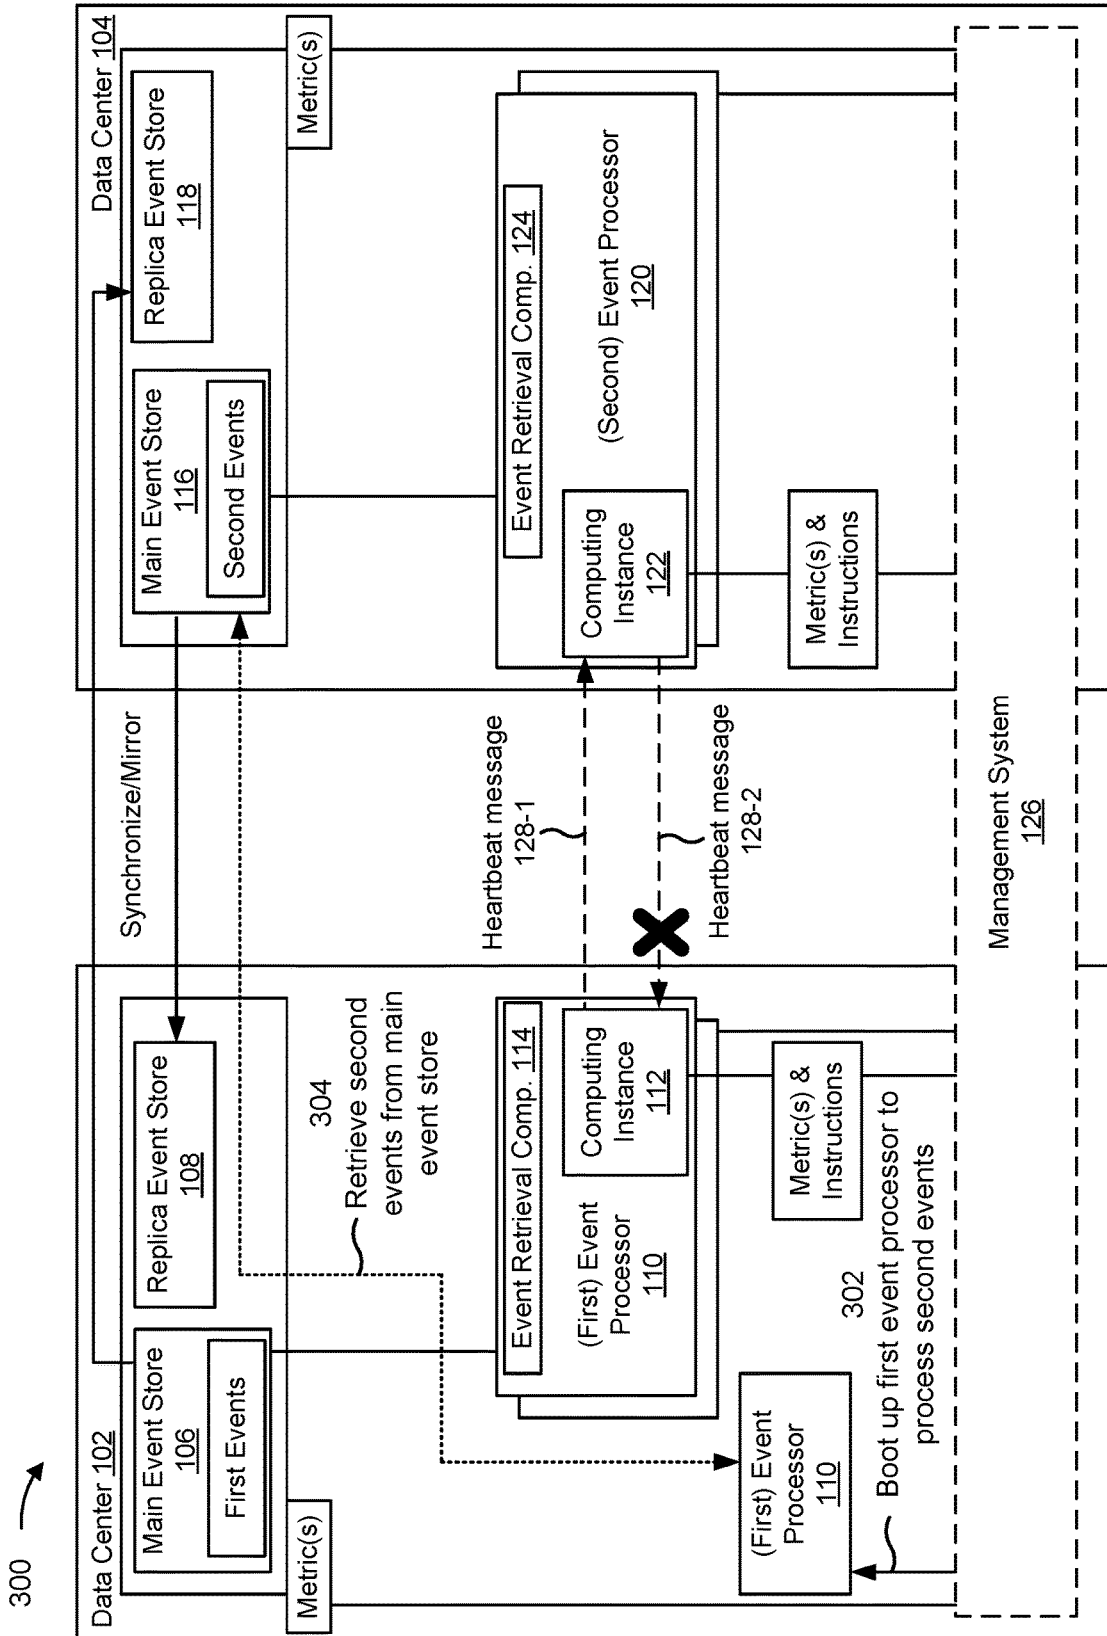 300
Data Center 102
Main Event Store
106
First Events
Replica Event Store
108
Metric(s)
Synchronize/Mirror
Data Center 104
Main Event Store
116
Second Events
Replica Event Store
118
Metric(s)
304
Retrieve second
events from main
event store
Event Retrieval Comp. 114
(First) Event
Processor
110
Computing
Instance
112
Heartbeat message
128-1
Heartbeat message
128-2
Event Retrieval Comp. 124
(Second) Event Processor
120
Computing
Instance
122
(First) Event
Processor
110
Metric(s) &
Instructions
Metric(s) &
Instructions
302
Boot up first event processor to
process second events
Management System
126